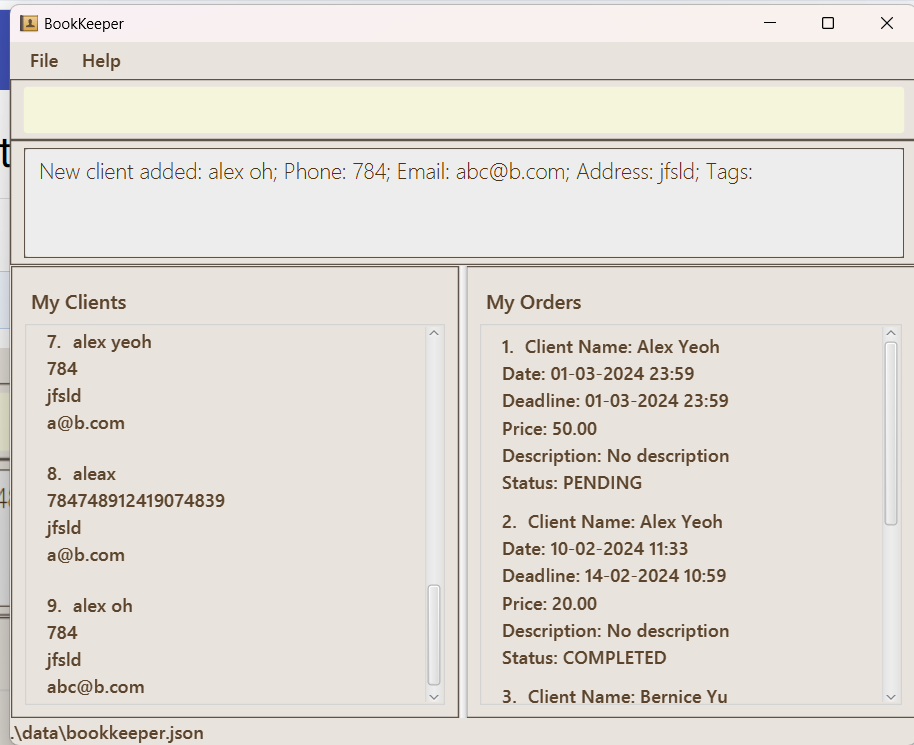 BookKeeper
File Help
New client added: alex oh; Phone: 784; Email: abc@b.com; Address: jfsld; Tags:
My Clients
7. alex yeoh
784
jfsld
a@b.com
8. aleax
784748912419074839
jfsld
a@b.com
9. alex oh
784
jfsld
abc@b.com
My Orders
1. Client Name: Alex Yeoh
Date: 01-03-2024 23:59
Deadline: 01-03-2024 23:59
Price: 50.00
Description: No description
Status: PENDING
2. Client Name: Alex Yeoh
Date: 10-02-2024 11:33
Deadline: 14-02-2024 10:59
Price: 20.00
Description: No description
Status: COMPLETED
3. Client Name: Bernice Yu
.\data\bookkeeper.json